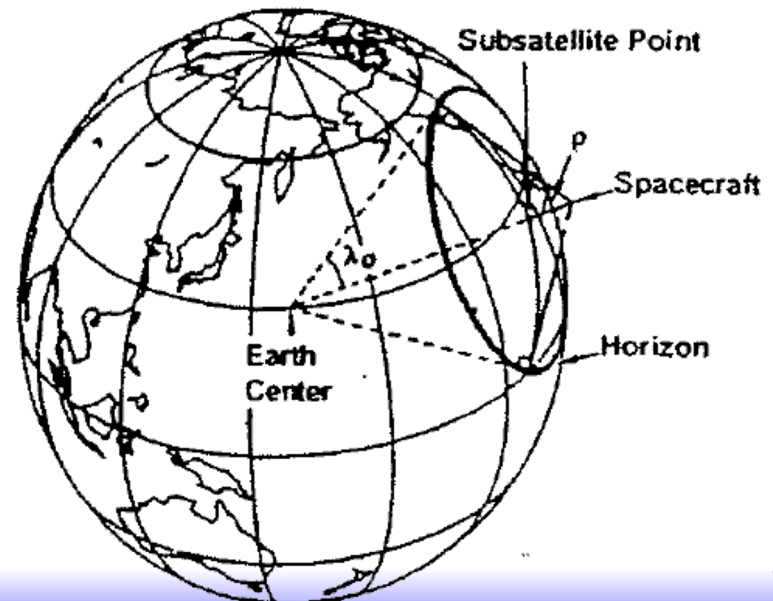 Subsatellite Point
ρ
Spacecraft
λ₀
Earth
Center
Horizon